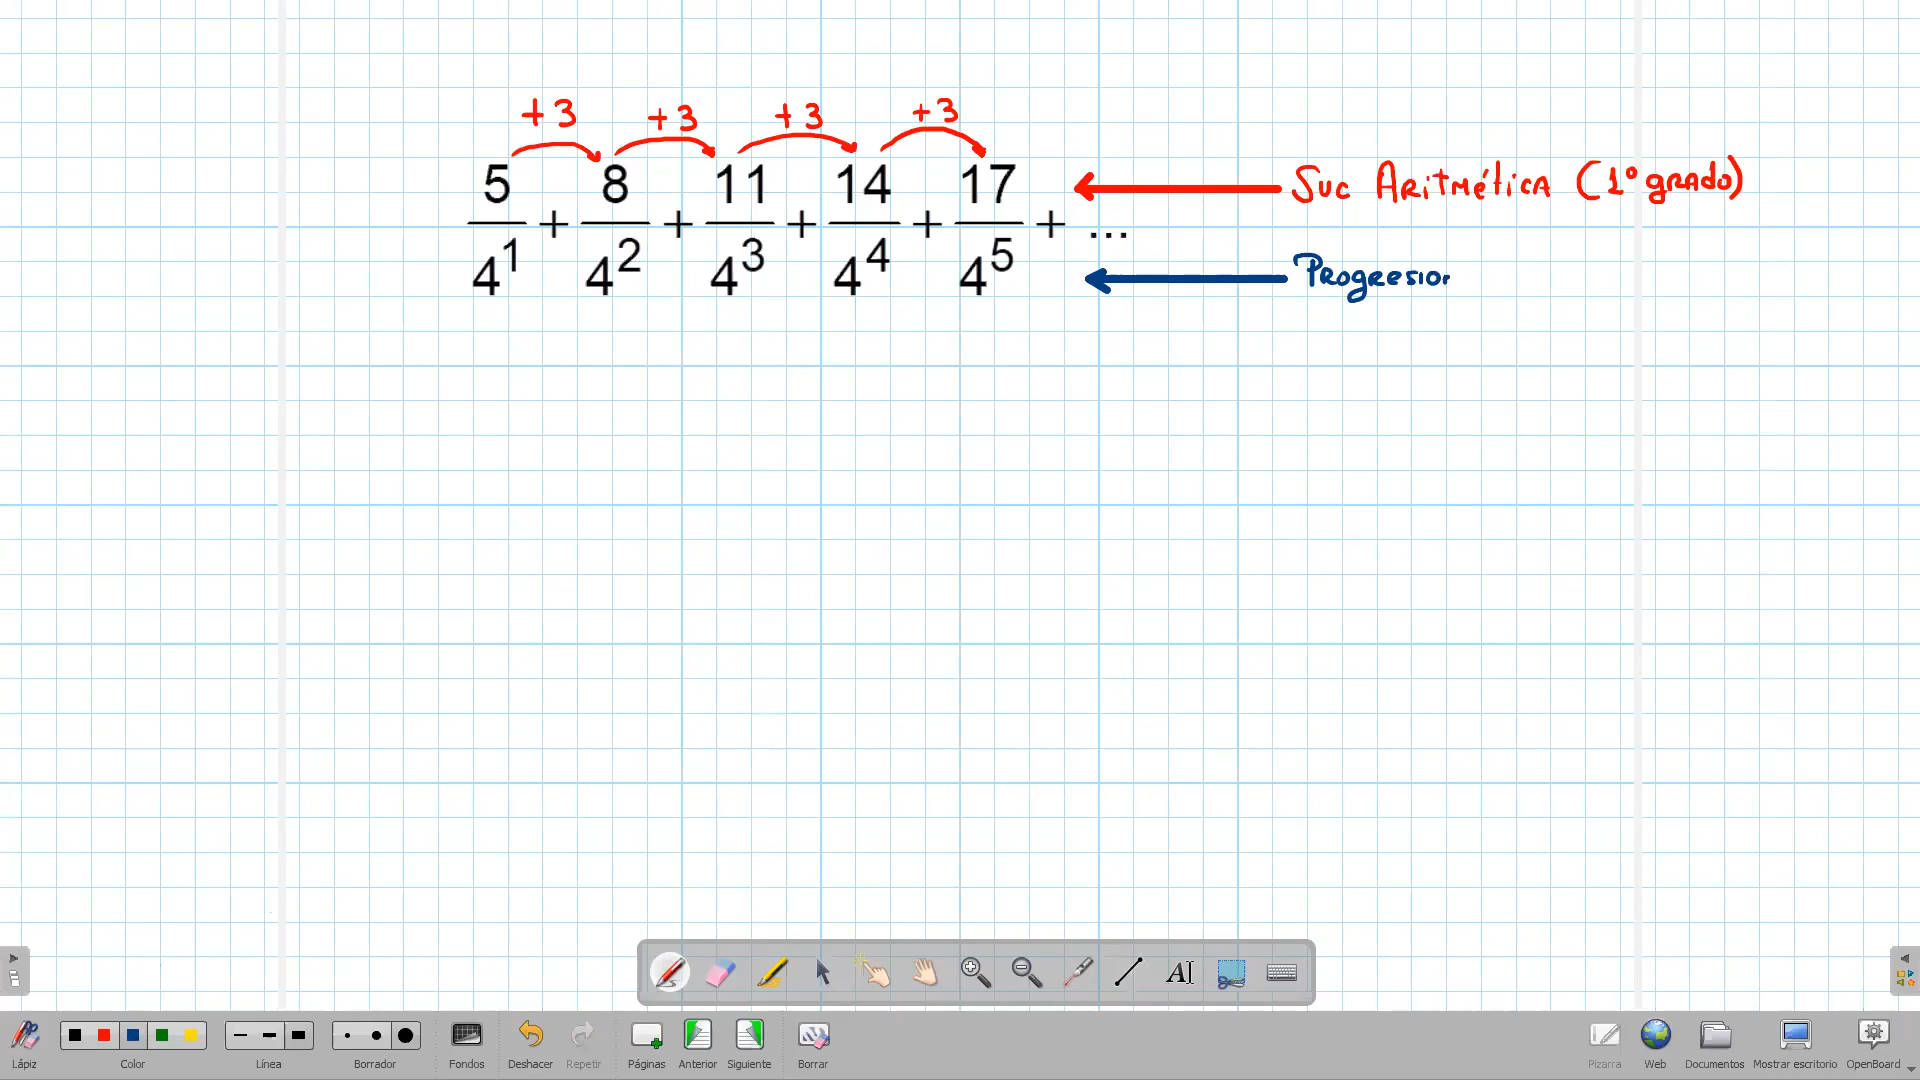 +3 +3 +3 +3
5/4^1 + 8/4^2 + 11/4^3 + 14/4^4 + 17/4^5 + ...
Suc Aritmética (1º grado)
Progresion
Lápiz Color Línea Borrador Fondos Deshacer Repetir Páginas Anterior Siguiente Borrar Pizarra Web Documentos Mostrar escritorio OpenBoard